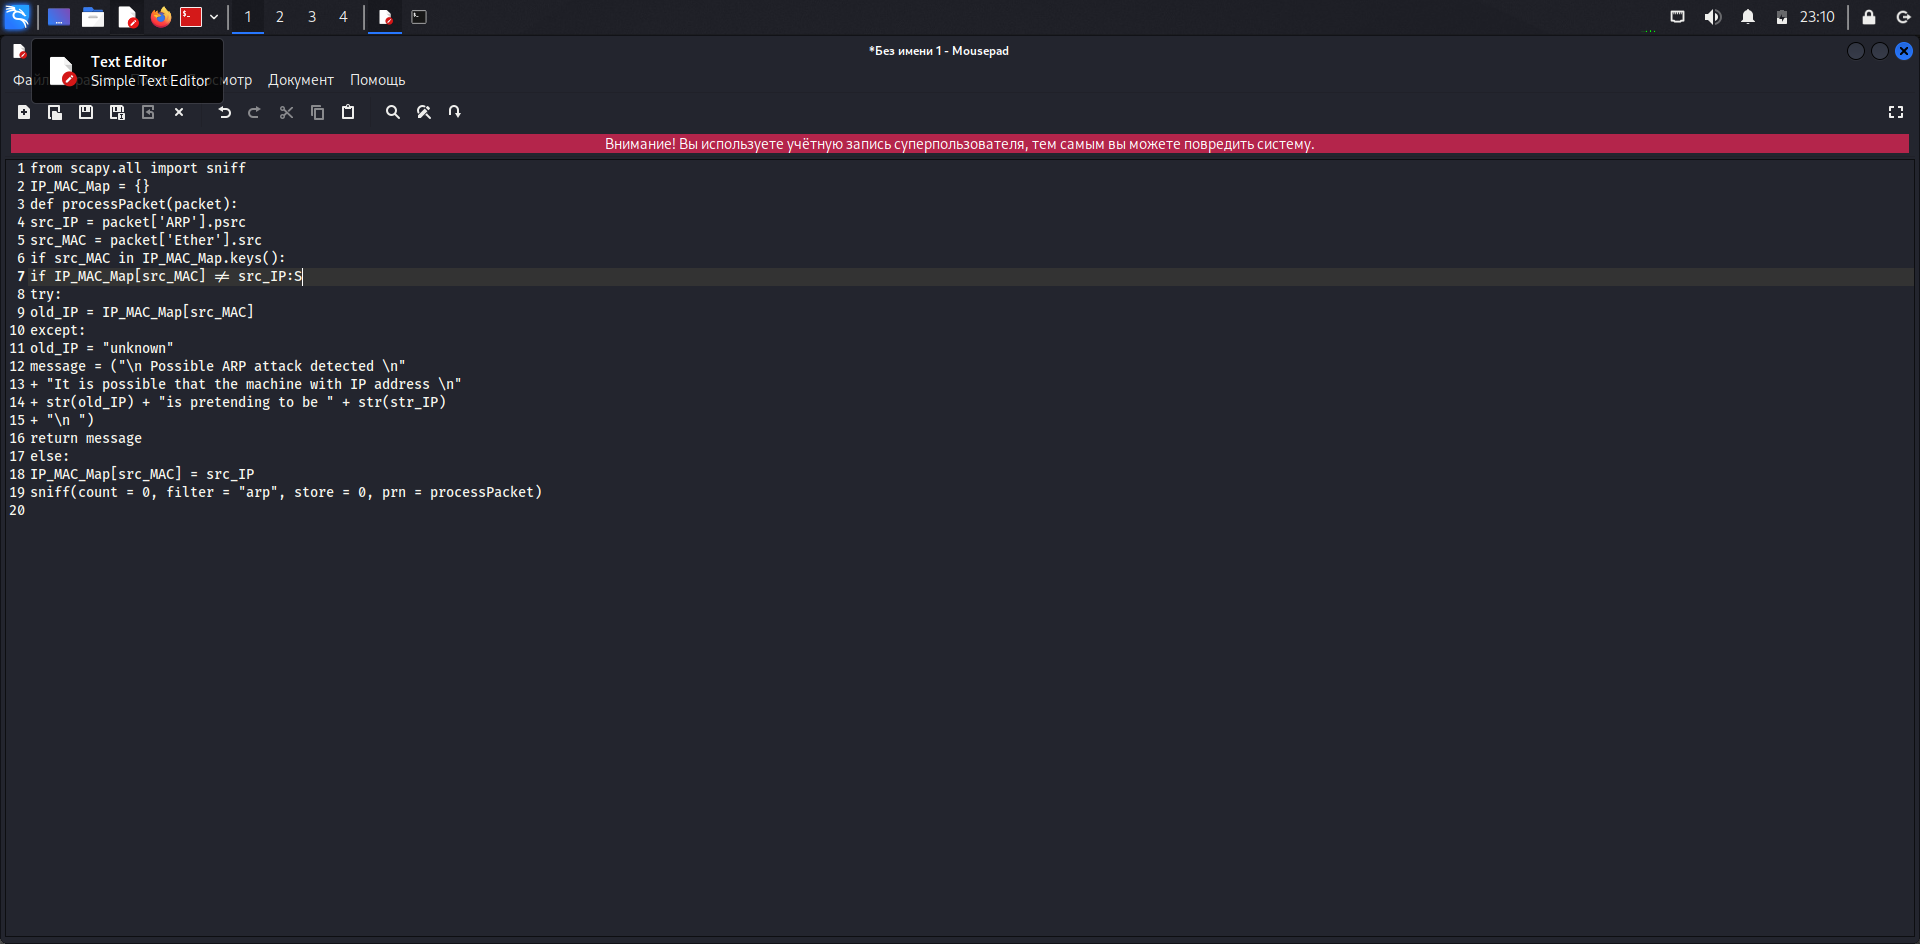 1 2 3 4 23:10
*Без имени 1 - Mousepad
Text Editor
Simple Text Editor
Документ Помощь
Внимание! Вы используете учётную запись суперпользователя, тем самым вы можете повредить систему.
1 from scapy.all import sniff
2 IP_MAC_Map = {}
3 def processPacket(packet):
4 src_IP = packet['ARP'].psrc
5 src_MAC = packet['Ether'].src
6 if src_MAC in IP_MAC_Map.keys():
7 if IP_MAC_Map[src_MAC] != src_IP:S
8 try:
9 old_IP = IP_MAC_Map[src_MAC]
10 except:
11 old_IP = "unknown"
12 message = ("\n Possible ARP attack detected \n"
13 + "It is possible that the machine with IP address \n"
14 + str(old_IP) + "is pretending to be " + str(str_IP)
15 + "\n ")
16 return message
17 else:
18 IP_MAC_Map[src_MAC] = src_IP
19 sniff(count = 0, filter = "arp", store = 0, prn = processPacket)
20